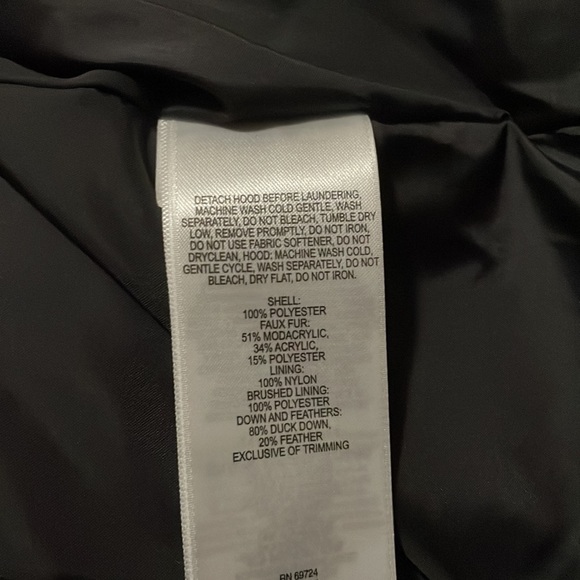 DETACH HOOD BEFORE LAUNDERING,
MACHINE WASH COLD GENTLE, WASH
SEPARATELY, DO NOT BLEACH, TUMBLE DRY
LOW, REMOVE PROMPTLY, DO NOT IRON,
DO NOT USE FABRIC SOFTENER, DO NOT
DRYCLEAN, HOOD: MACHINE WASH COLD,
GENTLE CYCLE, WASH SEPARATELY, DO NOT
BLEACH, DRY FLAT, DO NOT IRON.
SHELL:
100% POLYESTER
FAUX FUR:
51% MODACRYLIC,
34% ACRYLIC,
15% POLYESTER
LINING:
100% NYLON
BRUSHED LINING:
100% POLYESTER
DOWN AND FEATHERS:
80% DUCK DOWN,
20% FEATHER
EXCLUSIVE OF TRIMMING
RN 69724